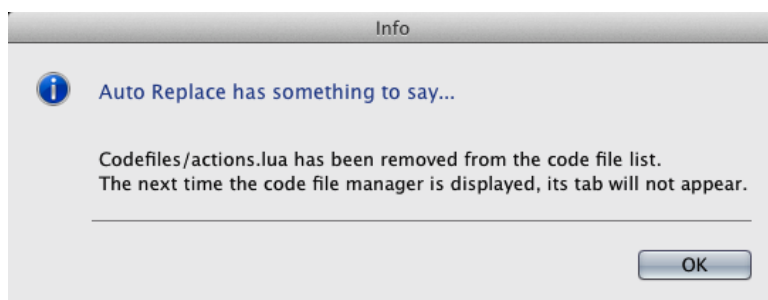 Info
Auto Replace has something to say...
Codefiles/actions.lua has been removed from the code file list.
The next time the code file manager is displayed, its tab will not appear.
OK